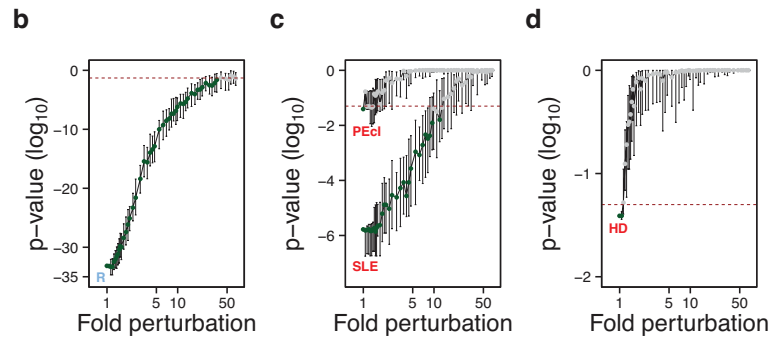 b
p−value (log10)
0
−10
−20
−30
−35
R
1
5
10
50
Fold perturbation
c
p−value (log10)
0
−2
−4
−6
PEcl
SLE
1
5
10
50
Fold perturbation
d
p−value (log10)
0
−1
−2
HD
1
5
10
50
Fold perturbation